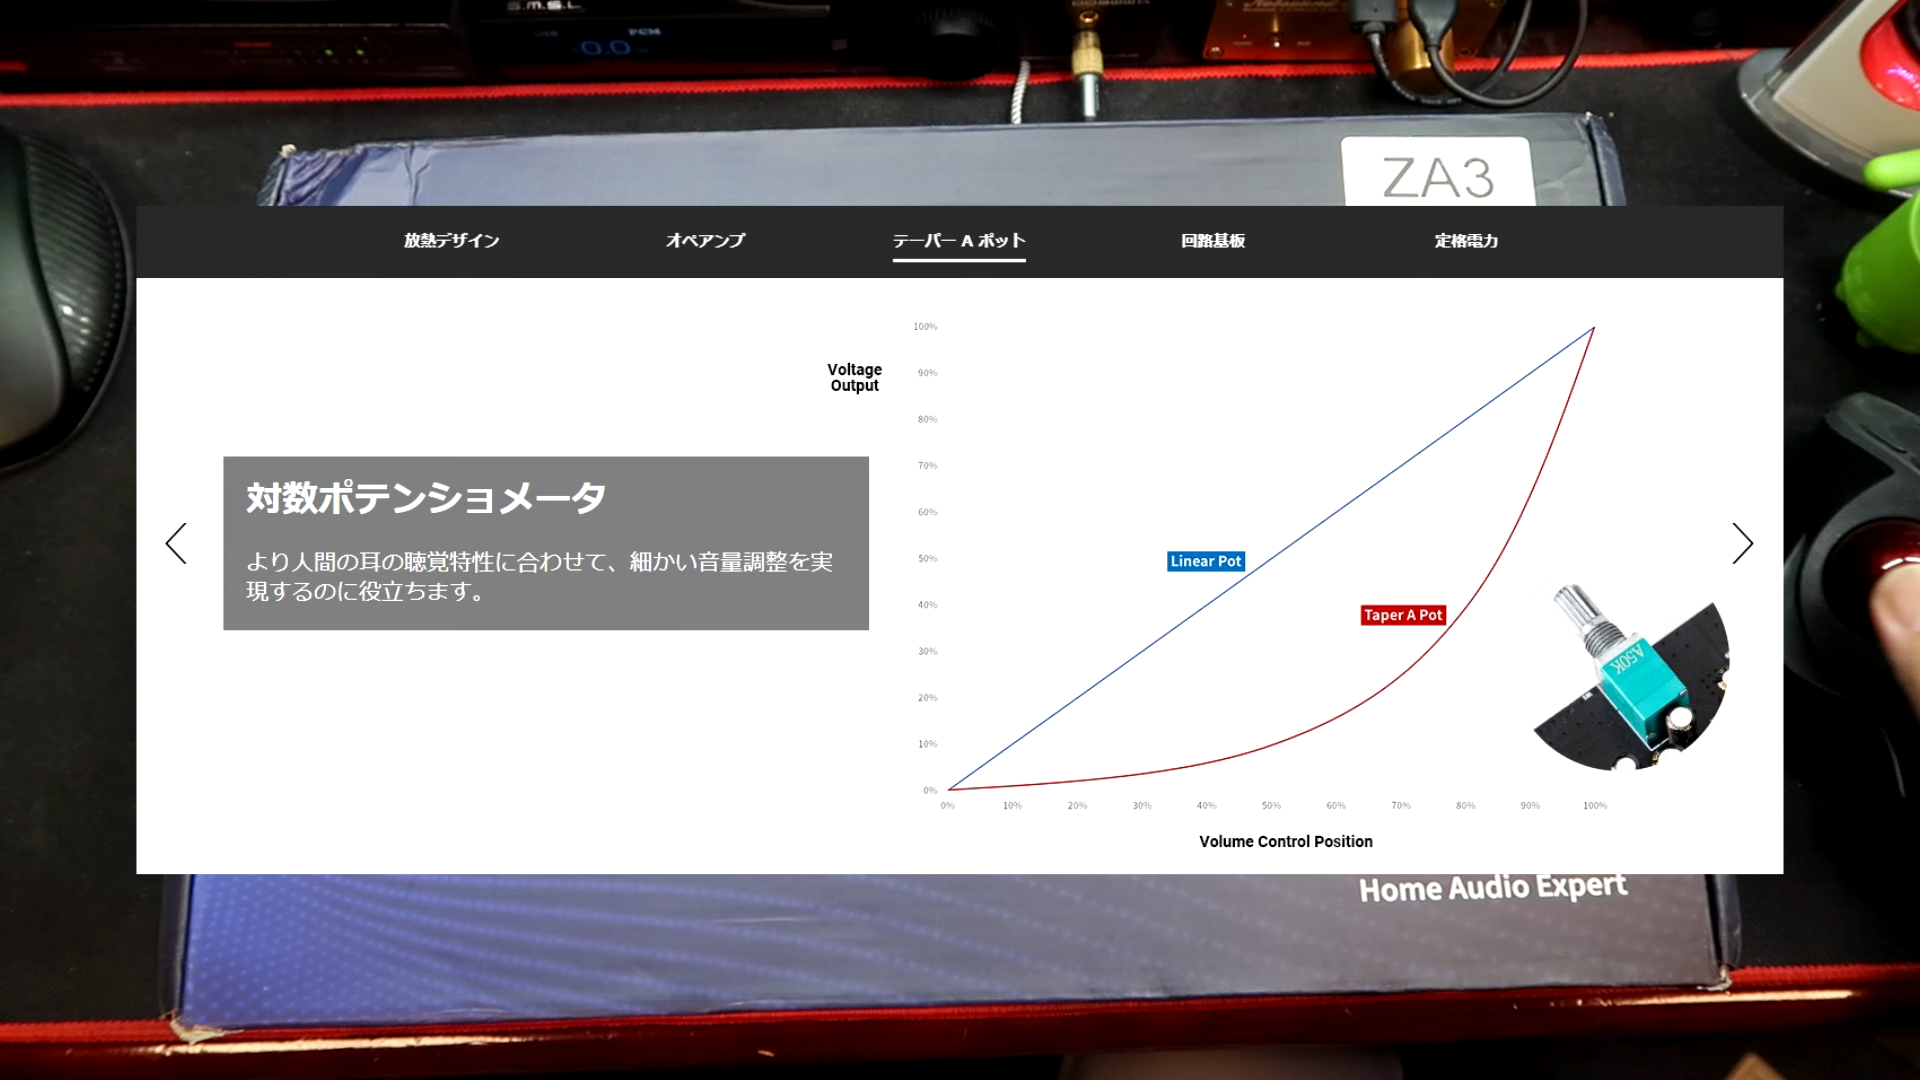 S.M.S.L
PCM
-0.0
ZA3
放熱デザイン
オペアンプ
テーパー A ポット
回路基板
定格電力
Voltage
Output
100%
90%
80%
70%
60%
50%
40%
30%
20%
10%
0%
対数ポテンショメータ
より人間の耳の聴覚特性に合わせて、細かい音量調整を実
現するのに役立ちます。
Linear Pot
Taper A Pot
A50K
0% 10% 20% 30% 40% 50% 60% 70% 80% 90% 100%
Volume Control Position
Home Audio Expert